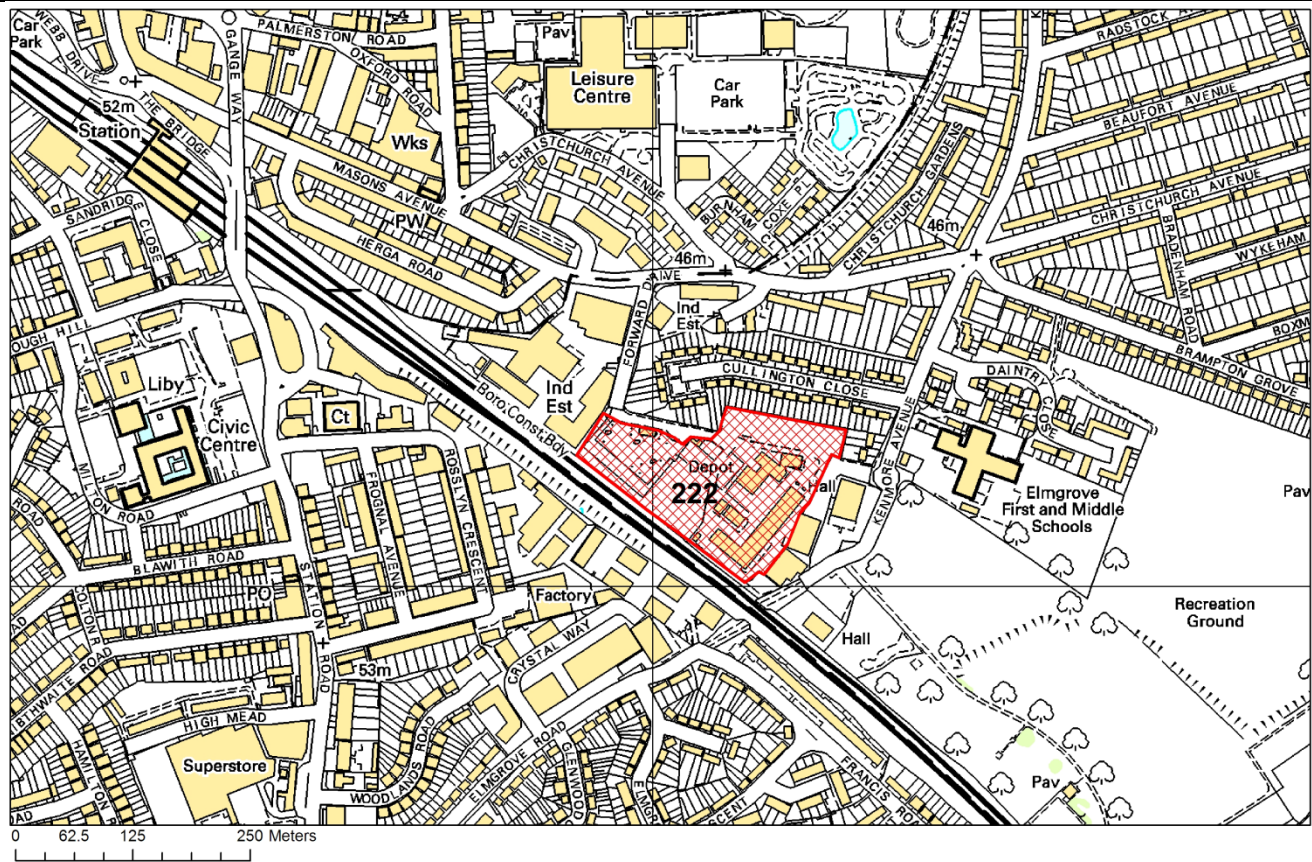 Car
Park
WEBB DRIVE
THE BRIDGE
52m
Station
GANGE WAY
PALMERSTON ROAD
OXFORD ROAD
Wks
Pav
Leisure
Centre
Car
Park
RADSTOCK AVENUE
BEAUFORT AVENUE
CHRISTCHURCH AVENUE
WYKEHAM
BRADENHAM ROAD
BRAMPTON GROVE
CHRISTCHURCH GARDENS
46m
COXE PL
BURNHAM CL
CHRISTCHURCH AVENUE
MASONS AVENUE
PW
HERGA ROAD
46m
FORWARD DRIVE
Ind
Est
SANDRIDGE CLOSE
OUGH HILL
Liby
Civic
Centre
MILTON ROAD
Ct
Boro Const Bdy
Ind
Est
CULLINGTON CLOSE
DAINTRY CLOSE
KENMORE AVENUE
Depot
222
Hall
Elmgrove
First and Middle
Schools
Pav
ROAD
BLAWITH ROAD
FROGNAL AVENUE
ROSSLYN CRESCENT
STATION ROAD
PO
COLTON
Factory
CRYSTAL WAY
Hall
Recreation
Ground
53m
HIGH MEAD
Superstore
WOODLANDS ROAD
ELMGROVE ROAD
GLENWOOD
FRANCIS ROAD
Pav
HAMILTON
0 62.5 125 250 Meters